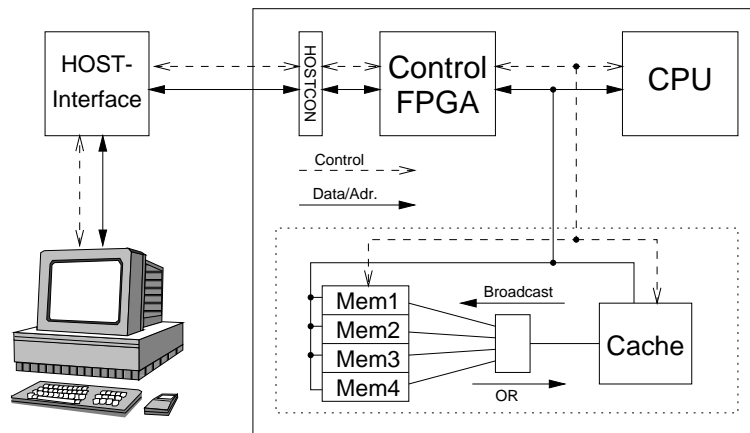 HOST-
Interface
HOSTCON
Control
FPGA
CPU
Control
Data/Adr.
Mem1
Mem2
Mem3
Mem4
Broadcast
OR
Cache